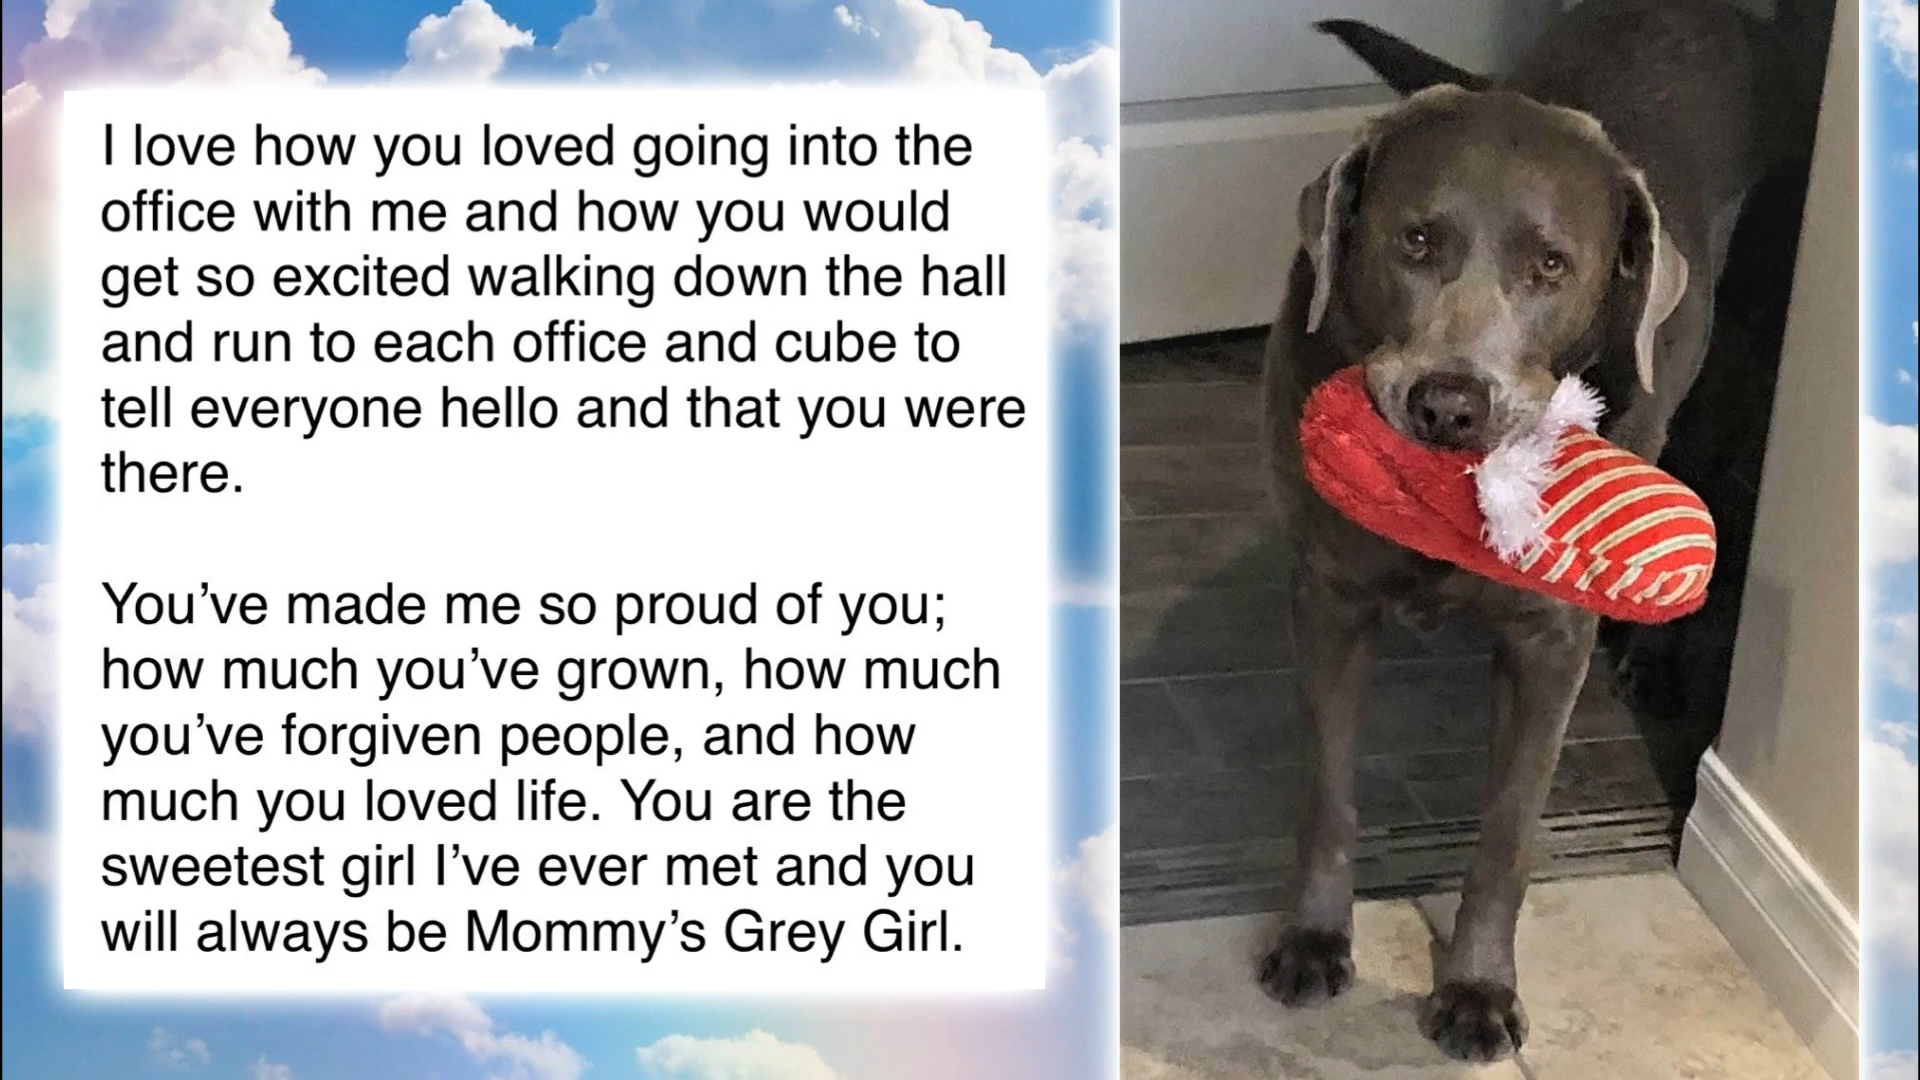 I love how you loved going into the
office with me and how you would
get so excited walking down the hall
and run to each office and cube to
tell everyone hello and that you were
there.
You’ve made me so proud of you;
how much you’ve grown, how much
you’ve forgiven people, and how
much you loved life. You are the
sweetest girl I’ve ever met and you
will always be Mommy’s Grey Girl.